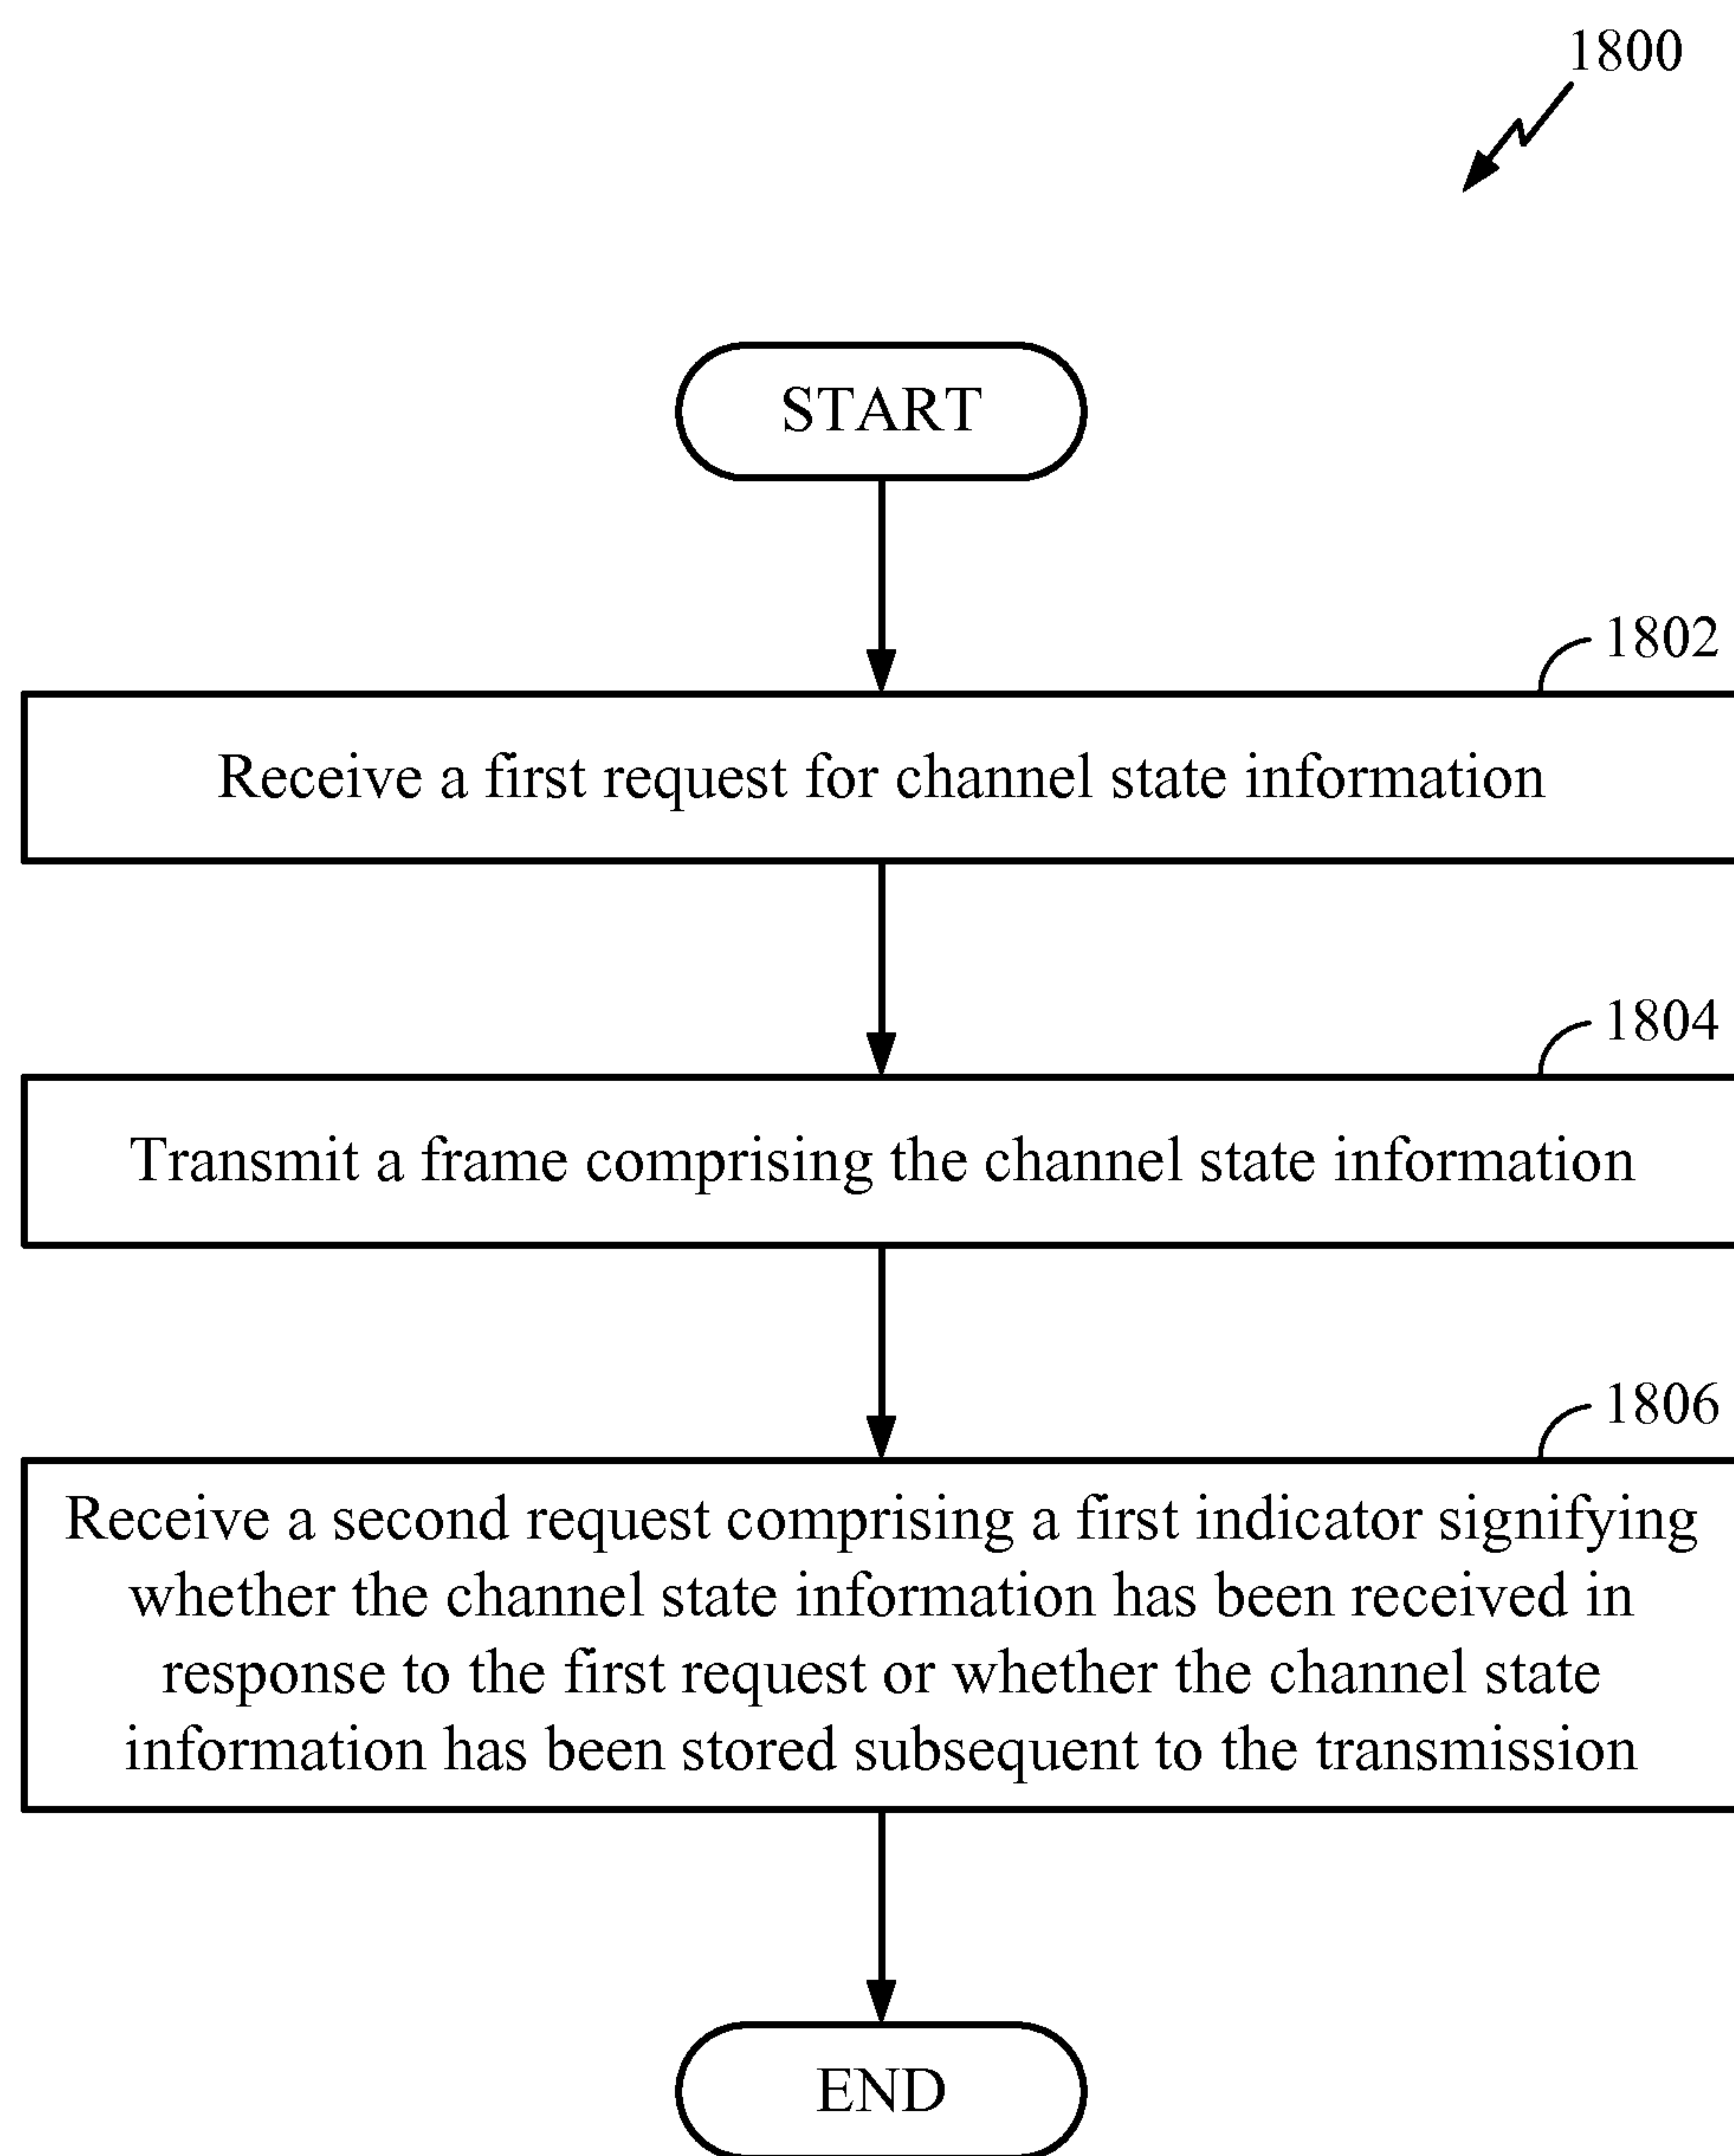 1800
START
1802
Receive a first request for channel state information
1804
Transmit a frame comprising the channel state information
1806
Receive a second request comprising a first indicator signifying
whether the channel state information has been received in
response to the first request or whether the channel state
information has been stored subsequent to the transmission
END